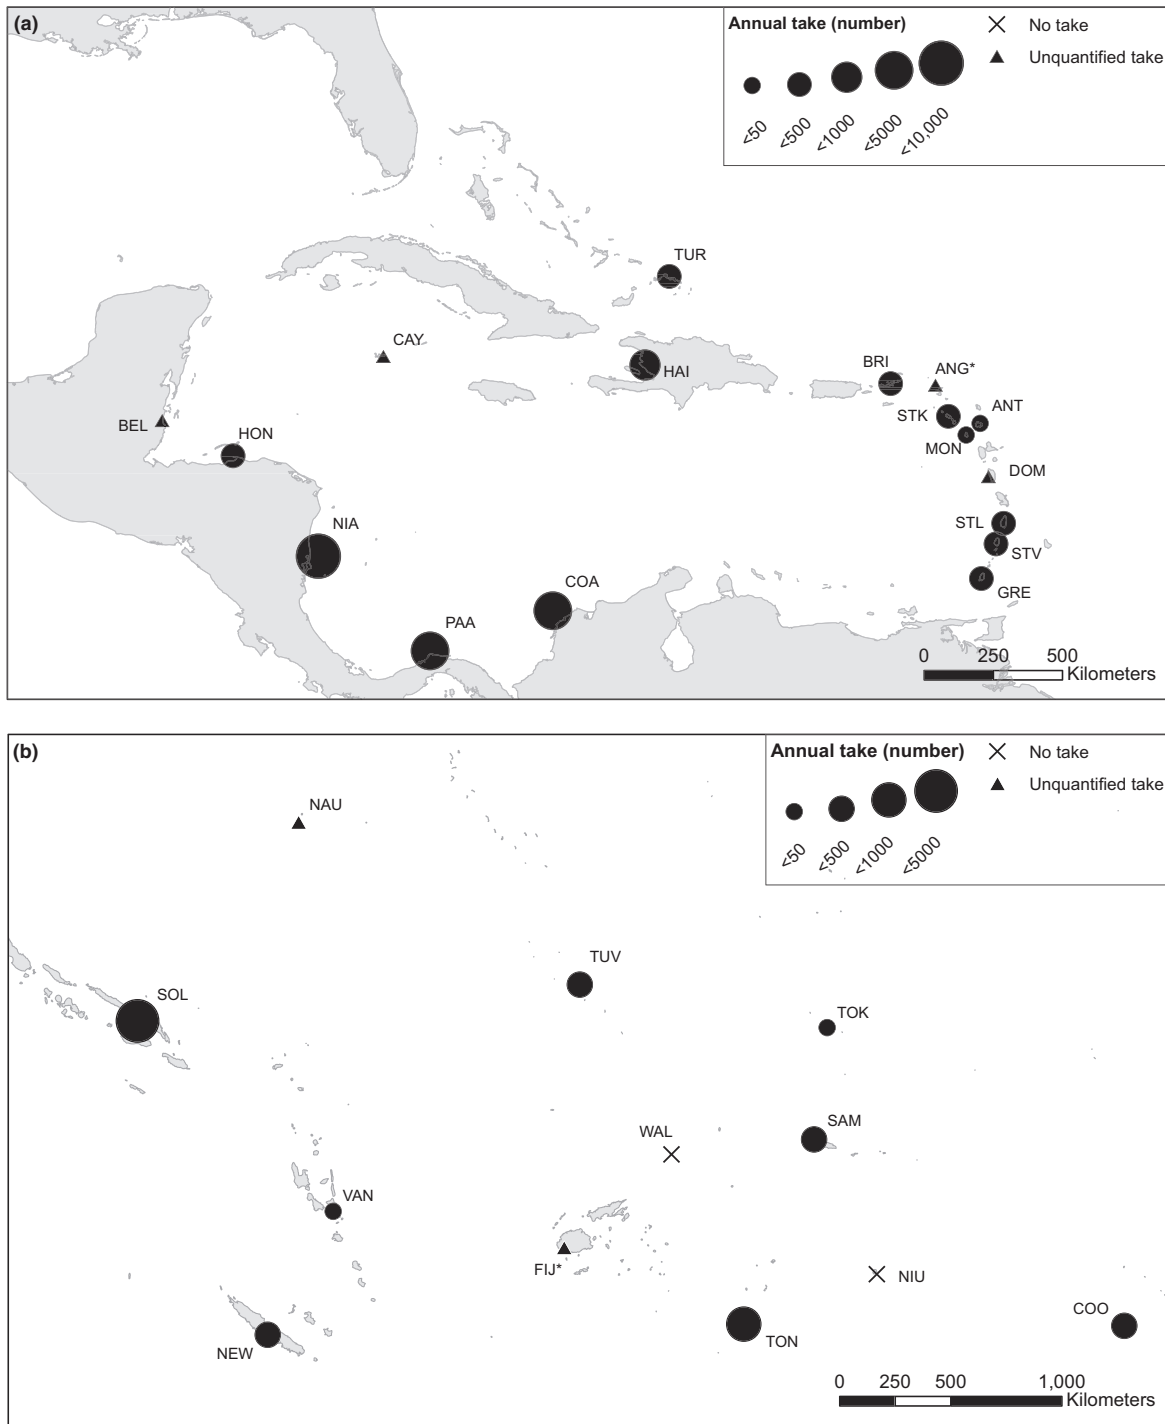 (a)
Annual take (number)
No take
Unquantified take
<50
<500
<1000
<5000
<10,000
TUR
CAY
HAI
BRI
ANG*
STK
ANT
MON
BEL
HON
DOM
NIA
STL
STV
COA
GRE
PAA
0 250 500
Kilometers
(b)
Annual take (number)
No take
Unquantified take
<50
<500
<1000
<5000
NAU
TUV
SOL
TOK
SAM
WAL
VAN
FIJ*
NIU
COO
TON
NEW
0 250 500 1,000
Kilometers